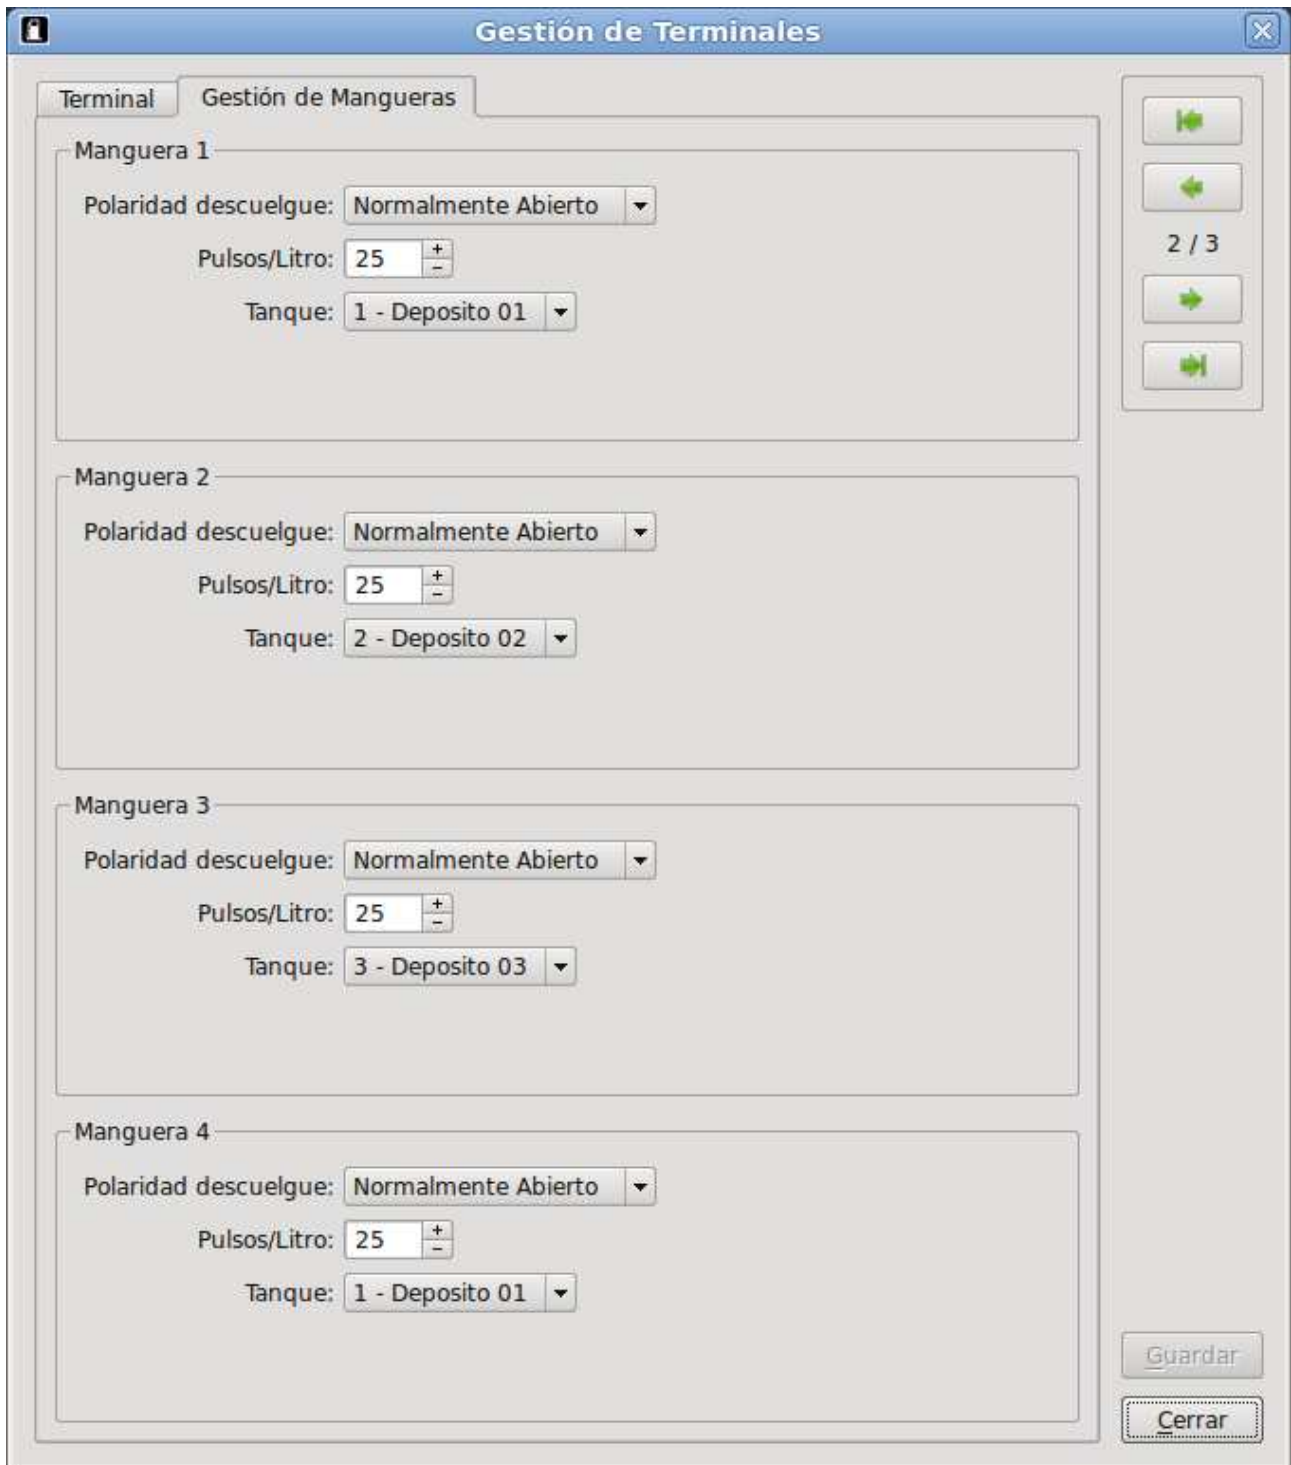 Gestión de Terminales
Terminal
Gestión de Mangueras
Manguera 1
Polaridad descuelgue: Normalmente Abierto
Pulsos/Litro: 25
Tanque: 1 - Deposito 01
Manguera 2
Polaridad descuelgue: Normalmente Abierto
Pulsos/Litro: 25
Tanque: 2 - Deposito 02
Manguera 3
Polaridad descuelgue: Normalmente Abierto
Pulsos/Litro: 25
Tanque: 3 - Deposito 03
Manguera 4
Polaridad descuelgue: Normalmente Abierto
Pulsos/Litro: 25
Tanque: 1 - Deposito 01
2 / 3
Guardar
Cerrar